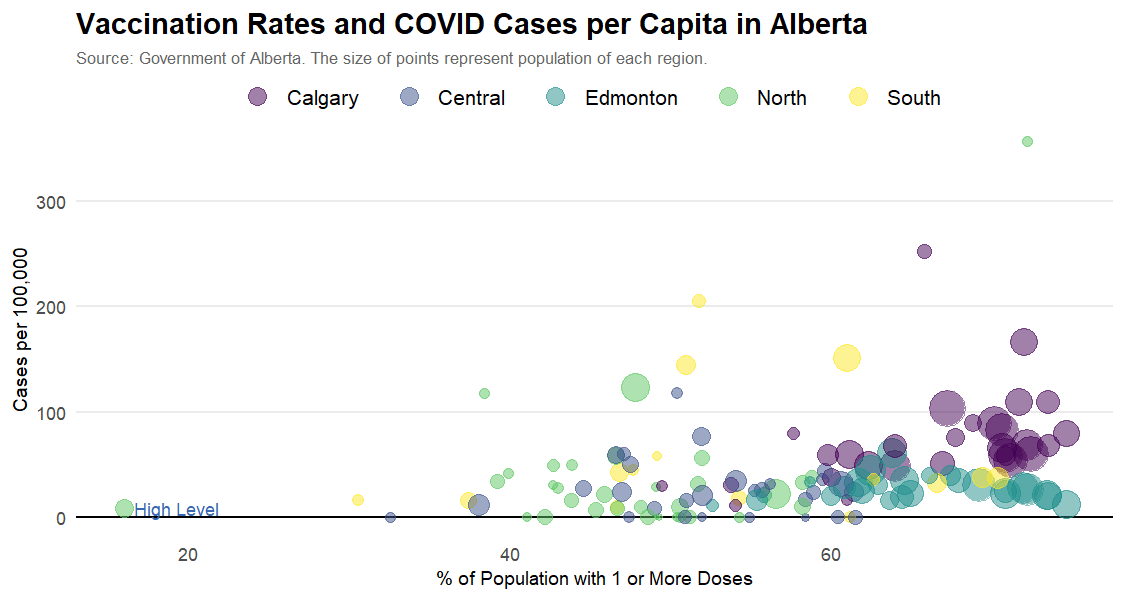 Vaccination Rates and COVID Cases per Capita in Alberta
Source: Government of Alberta. The size of points represent population of each region.
Calgary Central Edmonton North South
Cases per 100,000
300
200
100
0
High Level
20 40 60
% of Population with 1 or More Doses